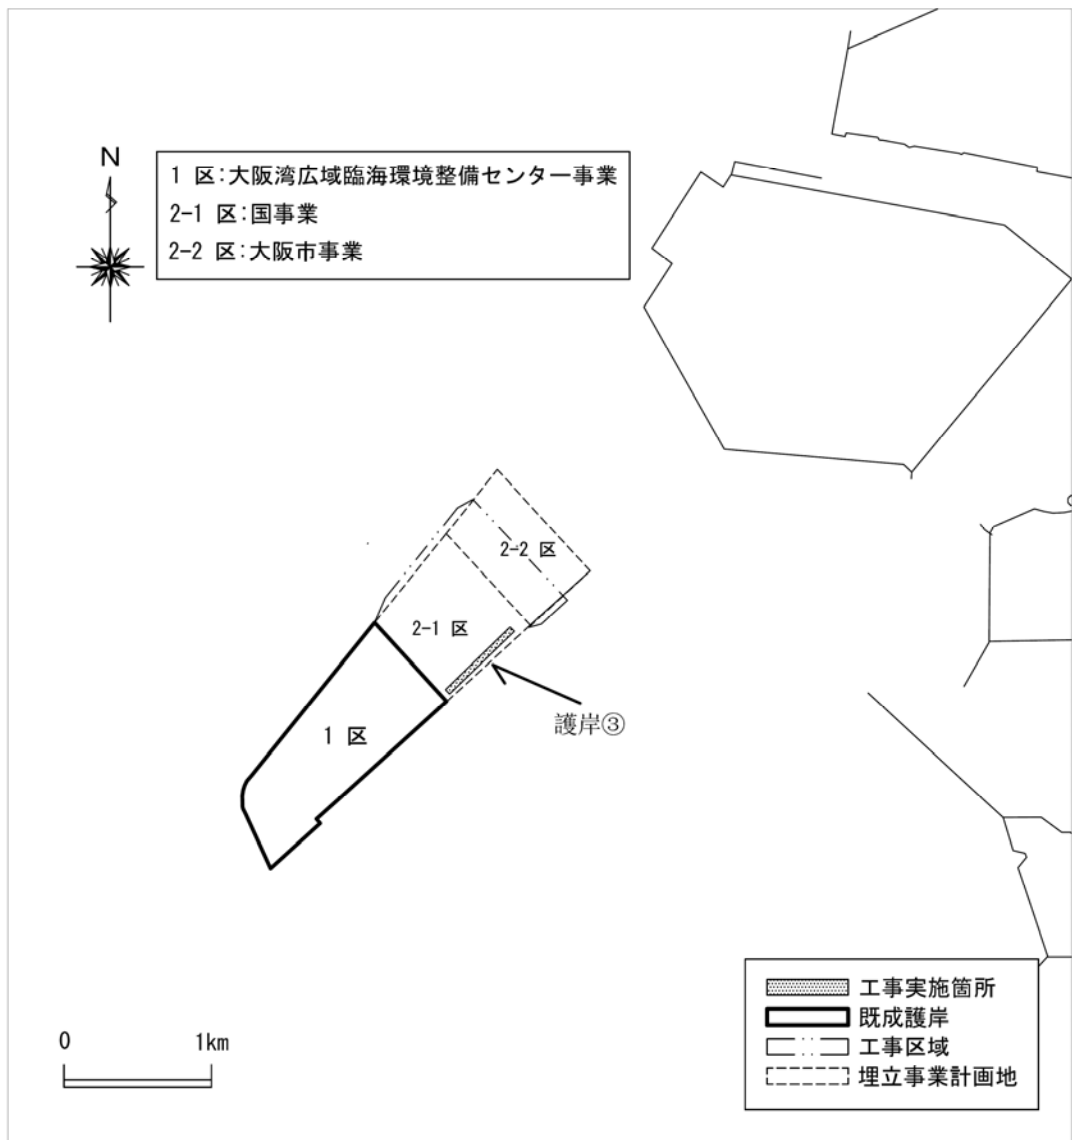 N
1 区:大阪湾広域臨海環境整備センター事業
2-1 区:国事業
2-2 区:大阪市事業
2-2 区
2-1 区
護岸③
1 区
工事実施箇所
既成護岸
工事区域
埋立事業計画地
0 1km